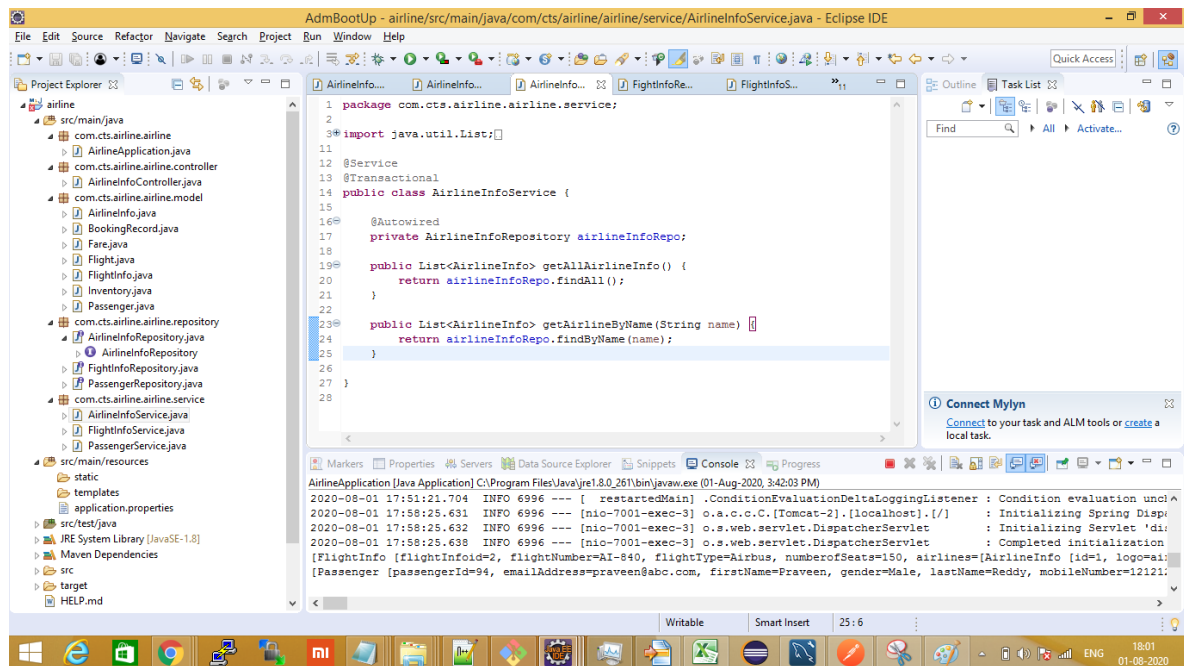 AdmBootUp - airline/src/main/java/com/cts/airline/airline/service/AirlineInfoService.java - Eclipse IDE
File Edit Source Refactor Navigate Search Project Run Window Help
Quick Access
Project Explorer
airline
src/main/java
com.cts.airline.airline
AirlineApplication.java
com.cts.airline.airline.controller
AirlineInfoController.java
com.cts.airline.airline.model
AirlineInfo.java
BookingRecord.java
Fare.java
Flight.java
FlightInfo.java
Inventory.java
Passenger.java
com.cts.airline.airline.repository
AirlineInfoRepository.java
AirlineInfoRepository
FightInfoRepository.java
PassengerRepository.java
com.cts.airline.airline.service
AirlineInfoService.java
FlightInfoService.java
PassengerService.java
src/main/resources
static
templates
application.properties
src/test/java
JRE System Library [JavaSE-1.8]
Maven Dependencies
src
target
HELP.md
AirlineInfo.... AirlineInfo... AirlineInfo... FightInfoRe... FlightInfoS... 11
1 package com.cts.airline.airline.service;
2
3 import java.util.List;
11
12 @Service
13 @Transactional
14 public class AirlineInfoService {
15
16 @Autowired
17 private AirlineInfoRepository airlineInfoRepo;
18
19 public List<AirlineInfo> getAllAirlineInfo() {
20 return airlineInfoRepo.findAll();
21 }
22
23 public List<AirlineInfo> getAirlineByName(String name) {
24 return airlineInfoRepo.findByName(name);
25 }
26
27 }
28
Outline Task List
Find All Activate...
Connect Mylyn
Connect to your task and ALM tools or create a
local task.
Markers Properties Servers Data Source Explorer Snippets Console Progress
AirlineApplication [Java Application] C:\Program Files\Java\jre1.8.0_261\bin\javaw.exe (01-Aug-2020, 3:42:03 PM)
2020-08-01 17:51:21.704 INFO 6996 --- [ restartedMain] .ConditionEvaluationDeltaLoggingListener : Condition evaluation uncl
2020-08-01 17:58:25.631 INFO 6996 --- [nio-7001-exec-3] o.a.c.c.C.[Tomcat-2].[localhost].[/] : Initializing Spring Dispa
2020-08-01 17:58:25.632 INFO 6996 --- [nio-7001-exec-3] o.s.web.servlet.DispatcherServlet : Initializing Servlet 'di
2020-08-01 17:58:25.638 INFO 6996 --- [nio-7001-exec-3] o.s.web.servlet.DispatcherServlet : Completed initialization
[FlightInfo [flightInfoid=2, flightNumber=AI-840, flightType=Airbus, numberofSeats=150, airlines=[AirlineInfo [id=1, logo=ai
[Passenger [passengerId=94, emailAddress=praveen@abc.com, firstName=Praveen, gender=Male, lastName=Reddy, mobileNumber=12121
Writable Smart Insert 25 : 6
ENG
18:01
01-08-2020